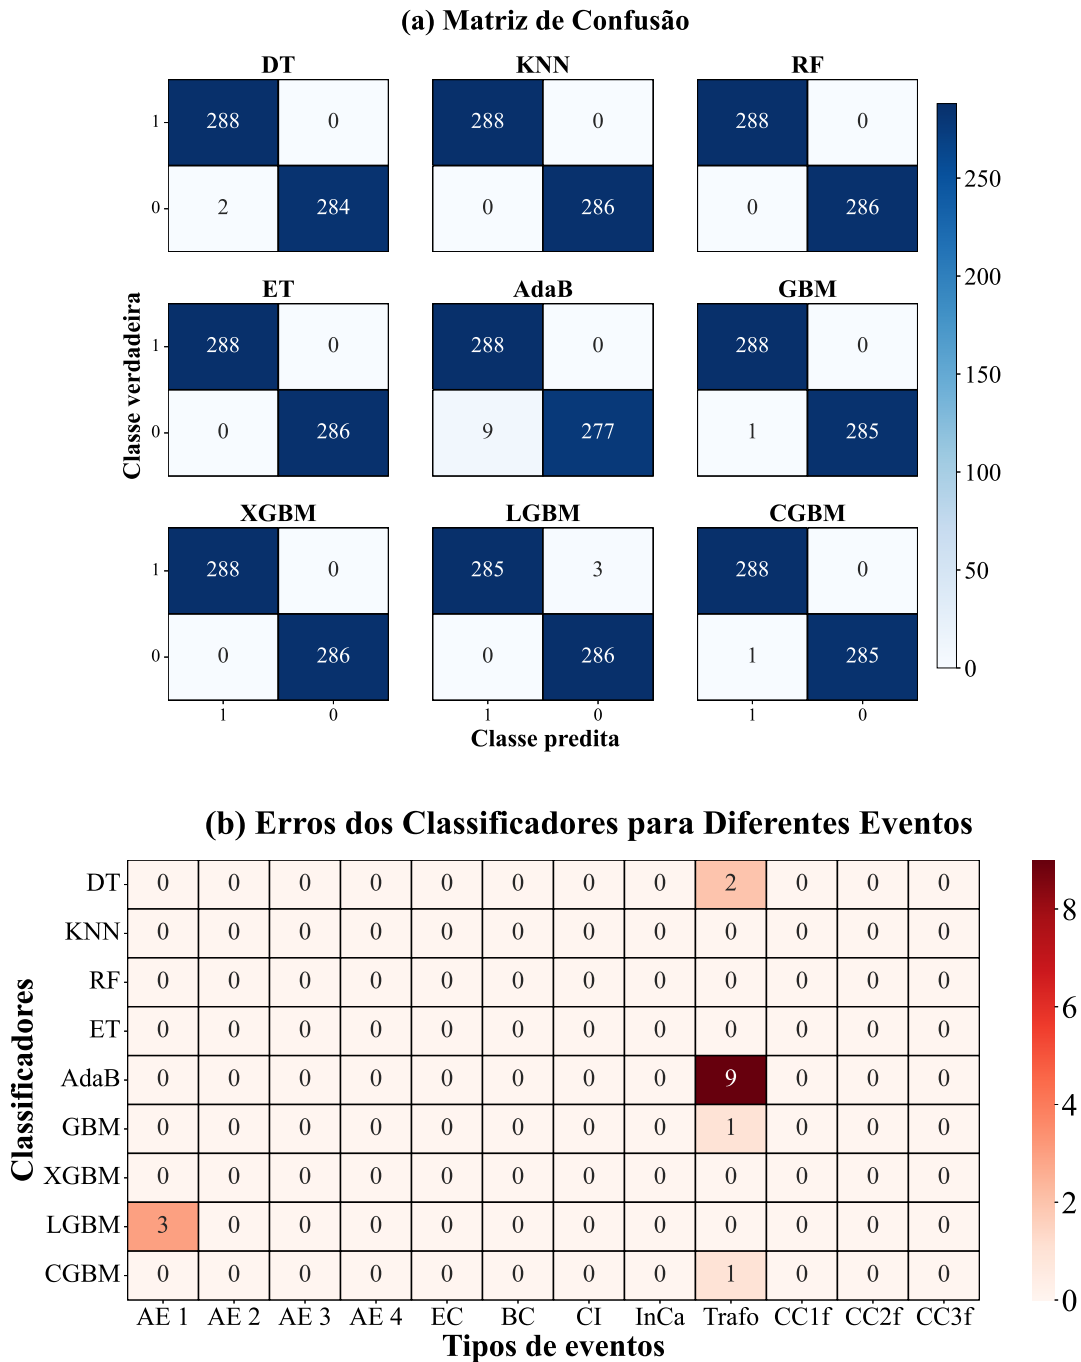 (a) Matriz de Confusão
DT KNN RF
1 288 0 288 0 288 0
0 2 284 0 286 0 286
ET AdaB GBM
1 288 0 288 0 288 0
0 0 286 9 277 1 285
XGBM LGBM CGBM
1 288 0 285 3 288 0
0 0 286 0 286 1 285
1 0 1 0 1 0
Classe predita
Classe verdadeira
250
200
150
100
50
0
(b) Erros dos Classificadores para Diferentes Eventos
DT 0 0 0 0 0 0 0 0 2 0 0 0
KNN 0 0 0 0 0 0 0 0 0 0 0 0
RF 0 0 0 0 0 0 0 0 0 0 0 0
ET 0 0 0 0 0 0 0 0 0 0 0 0
AdaB 0 0 0 0 0 0 0 0 9 0 0 0
GBM 0 0 0 0 0 0 0 0 1 0 0 0
XGBM 0 0 0 0 0 0 0 0 0 0 0 0
LGBM 3 0 0 0 0 0 0 0 0 0 0 0
CGBM 0 0 0 0 0 0 0 0 1 0 0 0
AE 1 AE 2 AE 3 AE 4 EC BC CI InCa Trafo CC1f CC2f CC3f
Tipos de eventos
Classificadores
8
6
4
2
0